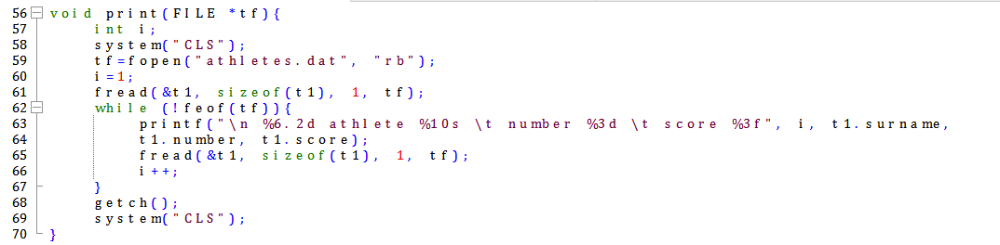 56 void print(FILE *tf){
57 int i;
58 system("CLS");
59 tf=fopen("athletes.dat", "rb");
60 i=1;
61 fread(&t1, sizeof(t1), 1, tf);
62 while (!feof(tf)){
63 printf("\n %6.2d athlete %10s \t number %3d \t score %3f", i, t1.surname,
64 t1.number, t1.score);
65 fread(&t1, sizeof(t1), 1, tf);
66 i++;
67 }
68 getch();
69 system("CLS");
70 }